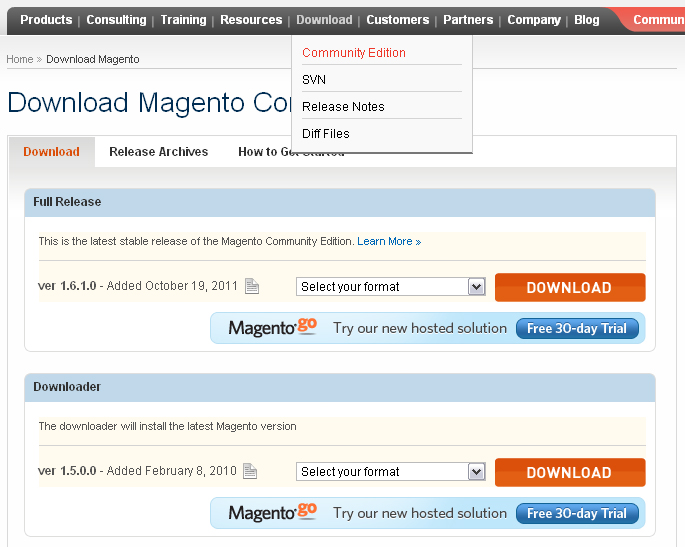 Products | Consulting | Training | Resources | Download | Customers | Partners | Company | Blog | Commun
Home » Download Magento
Community Edition
SVN
Release Notes
Diff Files
Download Magento Co
Download Release Archives How to Get Started
Full Release
This is the latest stable release of the Magento Community Edition. Learn More »
ver 1.6.1.0 - Added October 19, 2011 Select your format DOWNLOAD
Magento go Try our new hosted solution Free 30-day Trial
Downloader
The downloader will install the latest Magento version
ver 1.5.0.0 - Added February 8, 2010 Select your format DOWNLOAD
Magento go Try our new hosted solution Free 30-day Trial